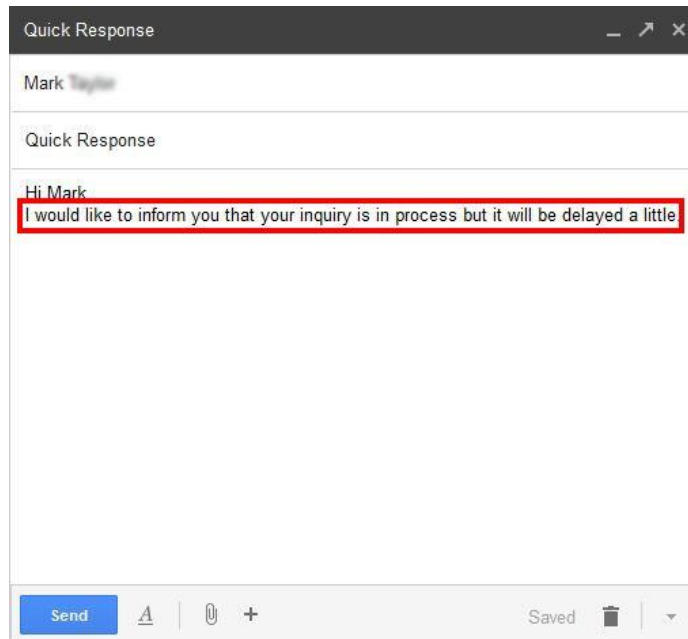 Quick Response
Mark
Quick Response
Hi Mark
I would like to inform you that your inquiry is in process but it will be delayed a little.
Send A Saved